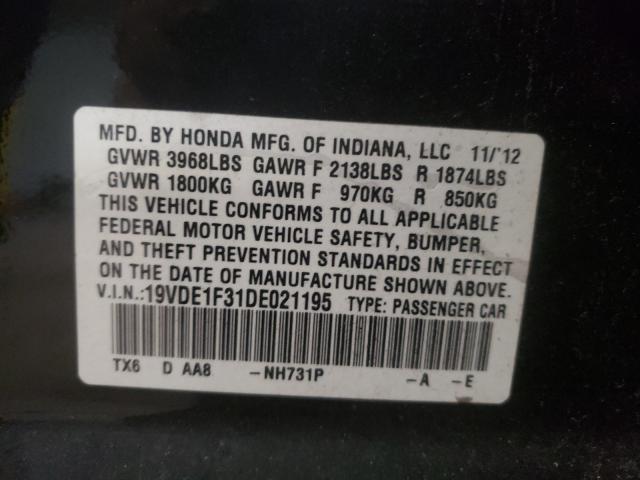 MFD. BY HONDA MFG. OF INDIANA, LLC 11/'12
GVWR 3968LBS GAWR F 2138LBS R 1874LBS
GVWR 1800KG GAWR F 970KG R 850KG
THIS VEHICLE CONFORMS TO ALL APPLICABLE
FEDERAL MOTOR VEHICLE SAFETY, BUMPER,
AND THEFT PREVENTION STANDARDS IN EFFECT
ON THE DATE OF MANUFACTURE SHOWN ABOVE.
V.I.N.:19VDE1F31DE021195 TYPE: PASSENGER CAR
TX6 D AA8 -NH731P -A -E